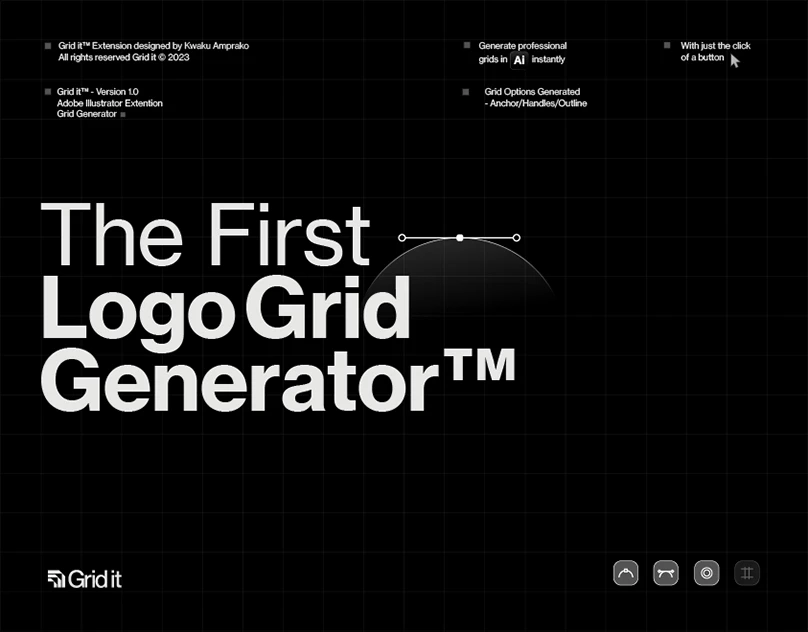 Grid it™ Extension designed by Kwaku Amprako
All rights reserved Grid it © 2023
Generate professional
grids in Ai instantly
With just the click
of a button
Grid it™ - Version 1.0
Adobe Illustrator Extention
Grid Generator
Grid Options Generated
- Anchor/Handles/Outline
The First
Logo Grid
Generator™
Grid it